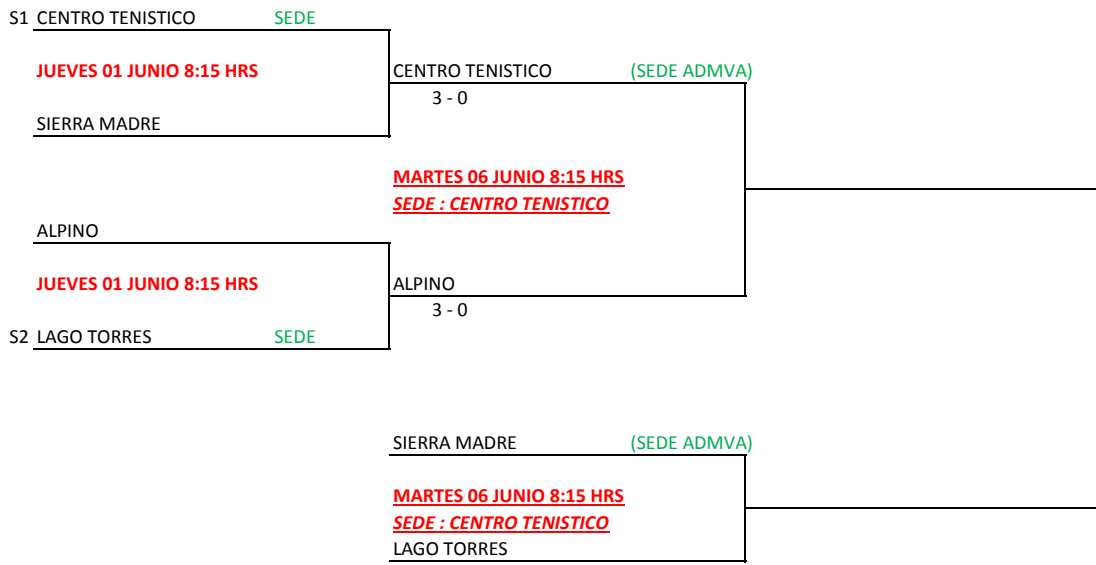 S1 CENTRO TENISTICO SEDE
JUEVES 01 JUNIO 8:15 HRS
CENTRO TENISTICO (SEDE ADMVA)
3 - 0
SIERRA MADRE
MARTES 06 JUNIO 8:15 HRS
SEDE : CENTRO TENISTICO
ALPINO
JUEVES 01 JUNIO 8:15 HRS
ALPINO
3 - 0
S2 LAGO TORRES SEDE
SIERRA MADRE (SEDE ADMVA)
MARTES 06 JUNIO 8:15 HRS
SEDE : CENTRO TENISTICO
LAGO TORRES